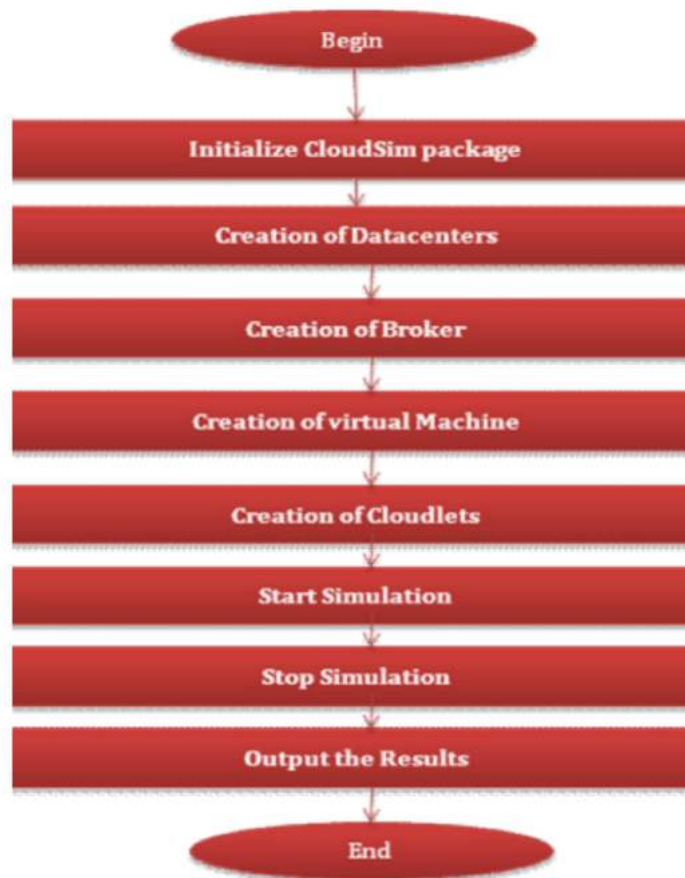 Begin
Initialize CloudSim package
Creation of Datacenters
Creation of Broker
Creation of virtual Machine
Creation of Cloudlets
Start Simulation
Stop Simulation
Output the Results
End